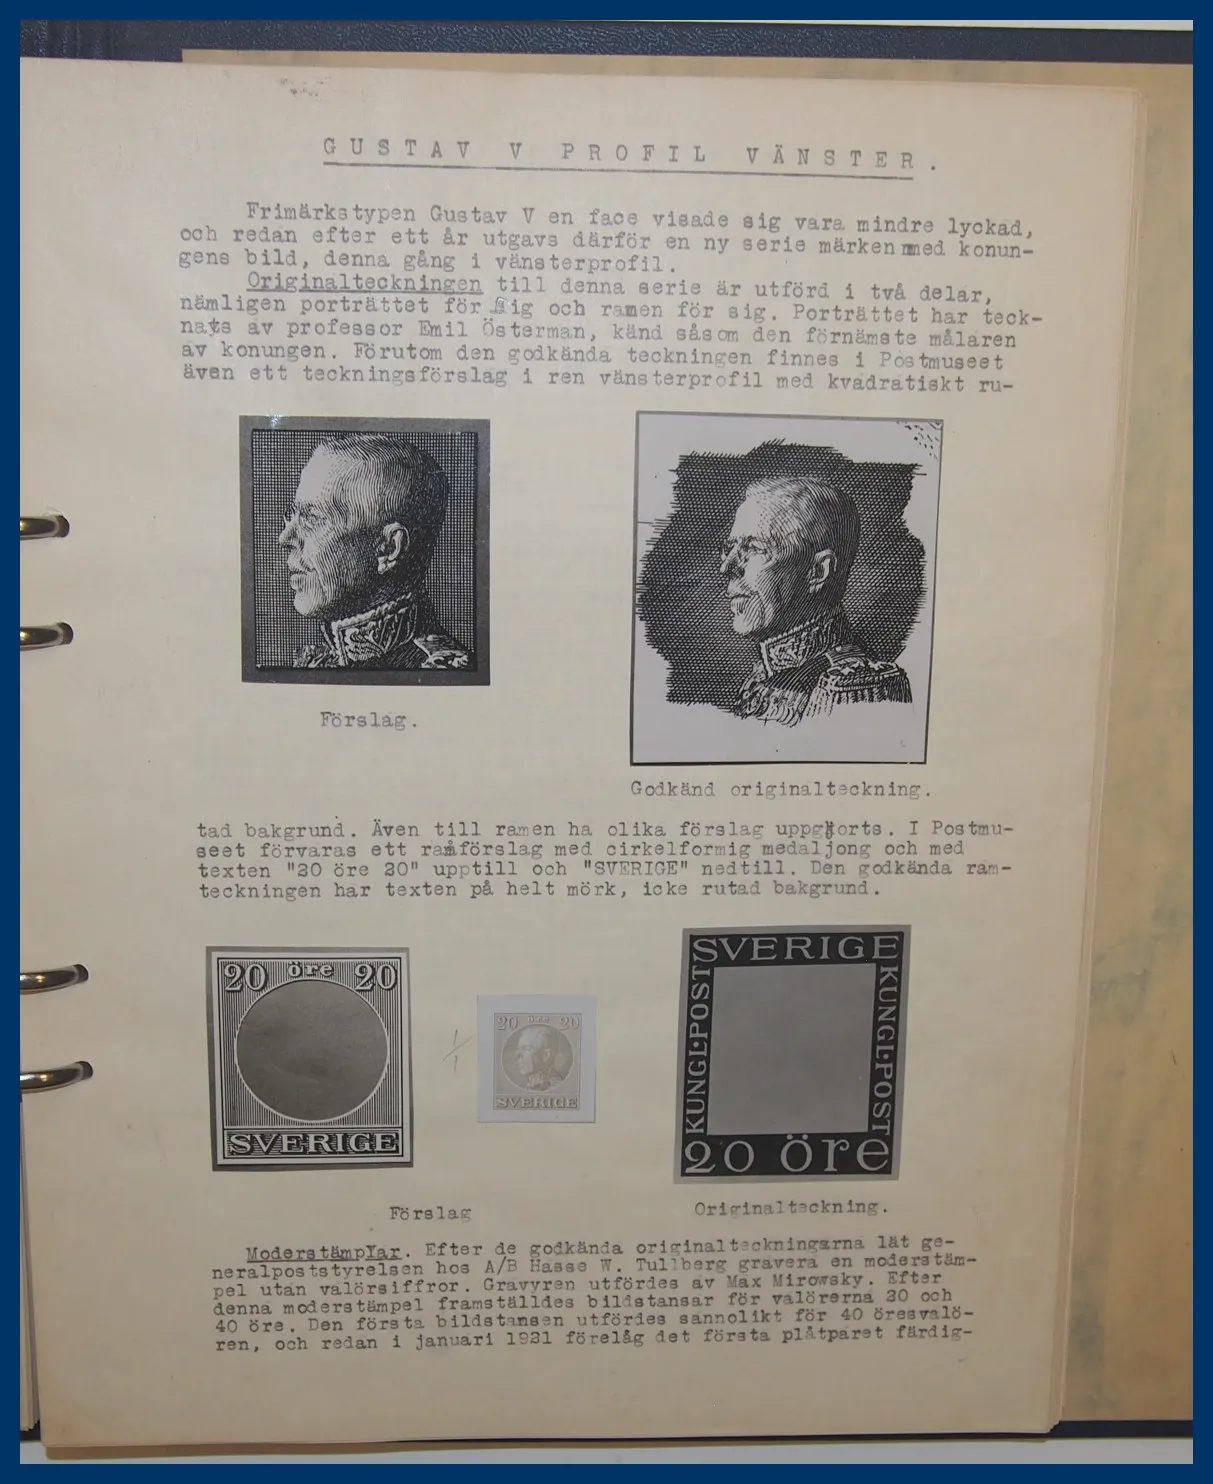 GUSTAV V PROFIL VÄNSTER.
Frimärkstypen Gustav V en face visade sig vara mindre lyckad,
och redan efter ett år utgavs därför en ny serie märken med konun-
gens bild, denna gång i vänsterprofil.
Originalteckningen till denna serie är utförd i två delar,
nämligen porträttet för sig och ramen för sig. Porträttet har teck-
nats av professor Emil Österman, känd såsom den förnämste målaren
av konungen. Förutom den godkända teckningen finnes i Postmuseet
även ett teckningsförslag i ren vänsterprofil med kvadratiskt ru-
Förslag.
Godkänd originalteckning.
tad bakgrund. Även till ramen ha olika förslag uppgjorts. I Postmu-
seet förvaras ett ramförslag med cirkelformig medaljong och med
texten "20 öre 20" upptill och "SVERIGE" nedtill. Den godkända ram-
teckningen har texten på helt mörk, icke rutad bakgrund.
20 öre 20
SVERIGE
1/1
20 öre 20
SVERIGE
SVERIGE
KUNGL·POST
KUNGL·POST
20 öre
Förslag
Originalteckning.
Moderstämplar. Efter de godkända originalteckningarna lät ge-
neralpoststyrelsen hos A/B Hasse W. Tullberg gravera en moderstäm-
pel utan valörsiffror. Gravyren utfördes av Max Mirowsky. Efter
denna moderstämpel framställdes bildstansar för valörerna 20 och
40 öre. Den första bildstansen utfördes sannolikt för 40 öresvalö-
ren, och redan i januari 1921 förelåg det första plåtparet färdig-